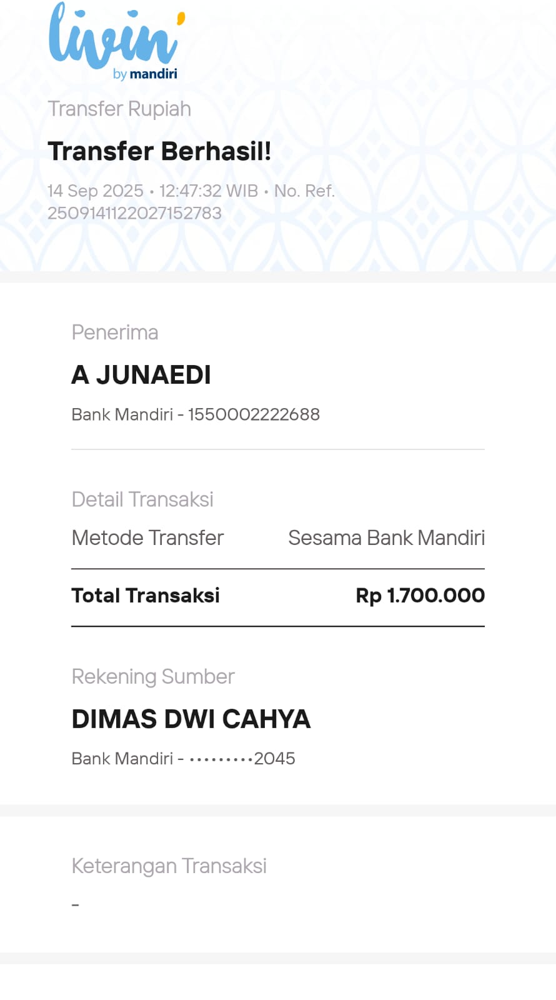 livin'
by mandiri
Transfer Rupiah
Transfer Berhasil!
14 Sep 2025 • 12:47:32 WIB • No. Ref.
2509141122027152783
Penerima
A JUNAEDI
Bank Mandiri - 1550002222688
Detail Transaksi
Metode Transfer Sesama Bank Mandiri
Total Transaksi Rp 1.700.000
Rekening Sumber
DIMAS DWI CAHYA
Bank Mandiri - •••••••••2045
Keterangan Transaksi
-